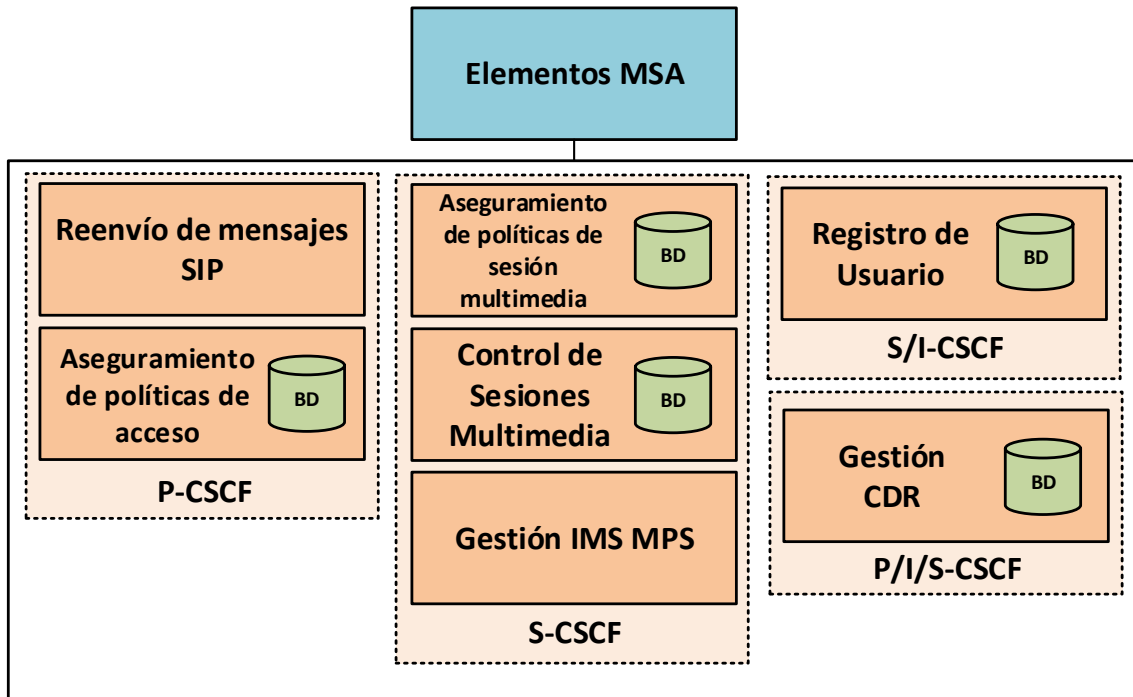 Elementos MSA
Reenvío de mensajes
SIP
Aseguramiento
de políticas de
acceso
BD
P-CSCF
Aseguramiento
de políticas de
sesión
multimedia
BD
Control de
Sesiones
Multimedia
BD
Gestión IMS MPS
S-CSCF
Registro de
Usuario
BD
S/I-CSCF
Gestión
CDR
BD
P/I/S-CSCF